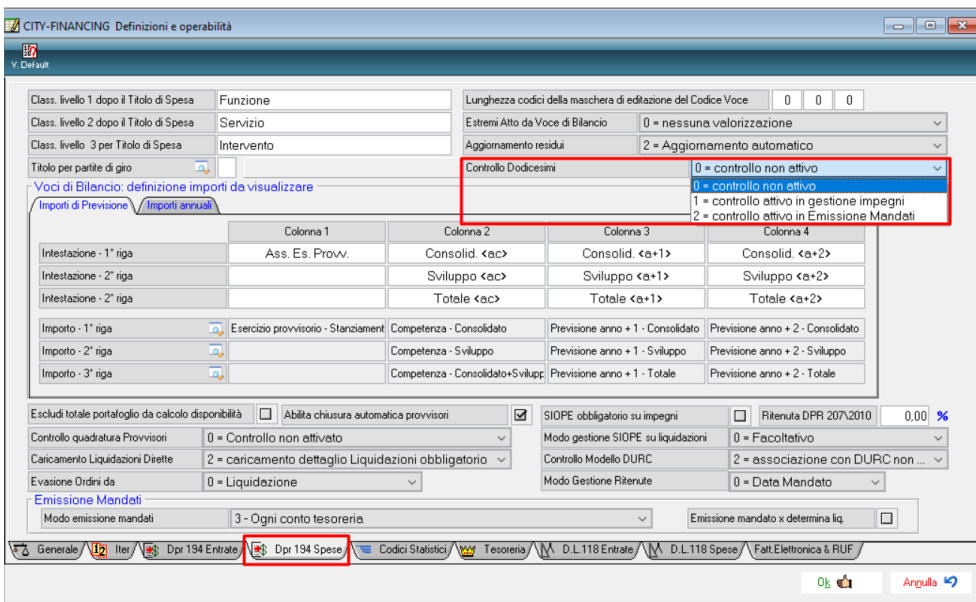 CITY-FINANCING Definizioni e operabilità
V. Default
Class. livello 1 dopo il Titolo di Spesa Funzione Lunghezza codici della maschera di editazione del Codice Voce 0 0 0
Class. livello 2 dopo il Titolo di Spesa Servizio Estremi Atto da Voce di Bilancio 0 = nessuna valorizzazione
Class. livello 3 per Titolo di Spesa Intervento Aggiornamento residui 2 = Aggiornamento automatico
Titolo per partite di giro Controllo Dodicesimi 0 = controllo non attivo
0 = controllo non attivo
1 = controllo attivo in gestione impegni
2 = controllo attivo in Emissione Mandati
Voci di Bilancio: definizione importi da visualizzare
Importi di Previsione Importi annuali
Colonna 1 Colonna 2 Colonna 3 Colonna 4
Intestazione - 1° riga Ass. Es. Provv. Consolid. <ac> Consolid. <a+1> Consolid. <a+2>
Intestazione - 2° riga Sviluppo <ac> Sviluppo <a+1> Sviluppo <a+2>
Intestazione - 2° riga Totale <ac> Totale <a+1> Totale <a+2>
Importo - 1° riga Esercizio provvisorio - Stanziament Competenza - Consolidato Previsione anno + 1 - Consolidato Previsione anno + 2 - Consolidato
Importo - 2° riga Competenza - Sviluppo Previsione anno + 1 - Sviluppo Previsione anno + 2 - Sviluppo
Importo - 3° riga Competenza - Consolidato+Svilupp Previsione anno + 1 - Totale Previsione anno + 2 - Totale
Escludi totale portafoglio da calcolo disponibilità Abilita chiusura automatica provvisori SIOPE obbligatorio su impegni Ritenuta DPR 207\2010 0,00 %
Controllo quadratura Provvisori 0 = Controllo non attivato Modo gestione SIOPE su liquidazioni 0 = Facoltativo
Caricamento Liquidazioni Dirette 2 = caricamento dettaglio Liquidazioni obbligatorio Controllo Modello DURC 2 = associazione con DURC non ...
Evasione Ordini da 0 = Liquidazione Modo Gestione Ritenute 0 = Data Mandato
Emissione Mandati
Modo emissione mandati 3 - Ogni conto tesoreria Emissione mandato x determina liq.
Generale Iter Dpr 194 Entrate Dpr 194 Spese Codici Statistici Tesoreria D.L.118 Entrate D.L.118 Spese Fatt.Elettronica & RUF
Ok Annulla